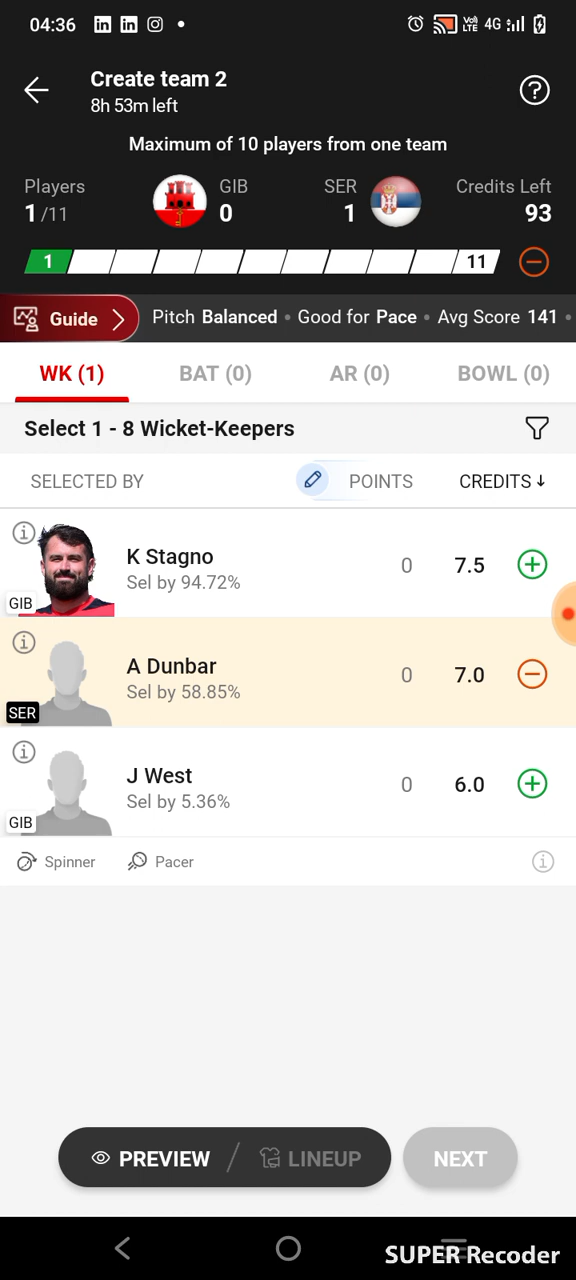 04:36
Vo) LTE 4G
Create team 2
8h 53m left
Maximum of 10 players from one team
Players GIB SER Credits Left
1/11 0 1 93
1 11
Guide Pitch Balanced • Good for Pace • Avg Score 141 •
WK (1) BAT (0) AR (0) BOWL (0)
Select 1 - 8 Wicket-Keepers
SELECTED BY POINTS CREDITS
K Stagno
Sel by 94.72%
0 7.5
GIB
A Dunbar
Sel by 58.85%
0 7.0
SER
J West
Sel by 5.36%
0 6.0
GIB
Spinner Pacer
PREVIEW / LINEUP NEXT
SUPER Recoder